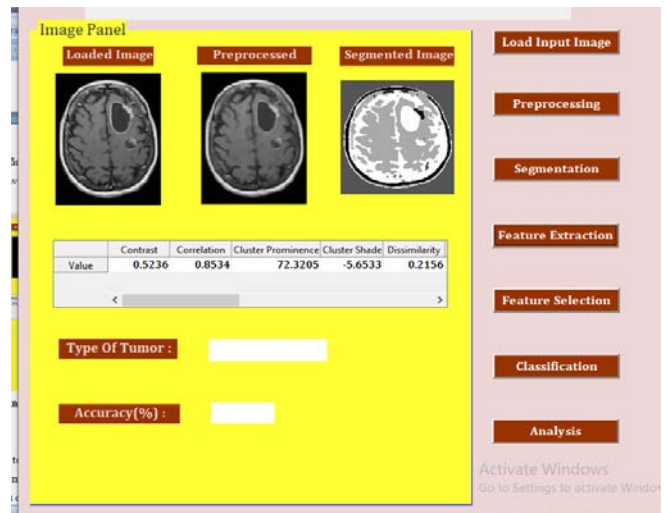 Image Panel
Loaded Image Preprocessed Segmented Image
Contrast Correlation Cluster Prominence Cluster Shade Dissimilarity
Value 0.5236 0.8534 72.3205 -5.6533 0.2156
Type Of Tumor :
Accuracy(%) :
Load Input Image
Preprocessing
Segmentation
Feature Extraction
Feature Selection
Classification
Analysis
Activate Windows
Go to Settings to activate Window